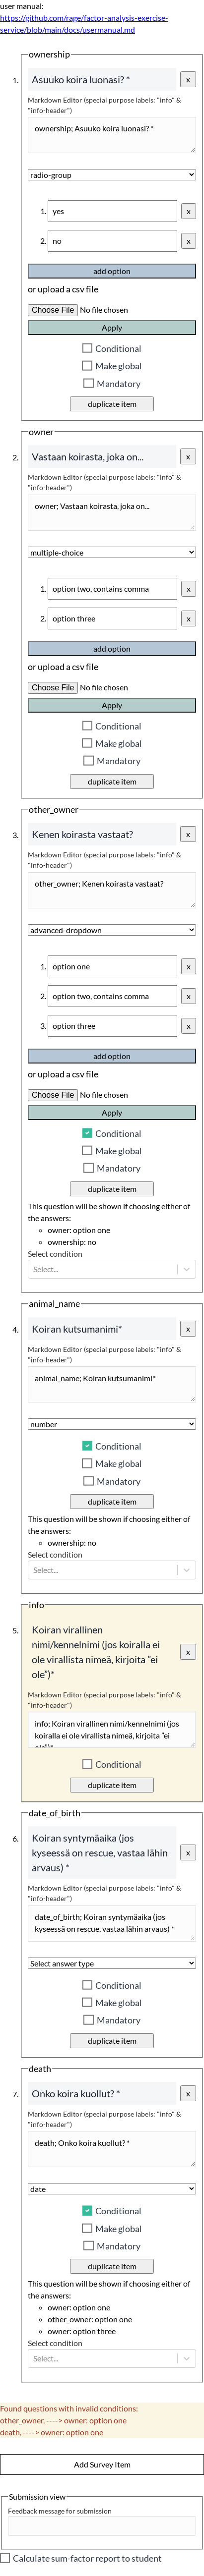 user manual:
https://github.com/rage/factor-analysis-exercise-
service/blob/main/docs/usermanual.md
ownership
1.
Asuuko koira luonasi? *
x
Markdown Editor (special purpose labels: "info" &
"info-header")
ownership; Asuuko koira luonasi? *
radio-group
1. yes
x
2. no
x
add option
or upload a csv file
Choose File No file chosen
Apply
Conditional
Make global
Mandatory
duplicate item
owner
2.
Vastaan koirasta, joka on...
x
Markdown Editor (special purpose labels: "info" &
"info-header")
owner; Vastaan koirasta, joka on...
multiple-choice
1. option two, contains comma
x
2. option three
x
add option
or upload a csv file
Choose File No file chosen
Apply
Conditional
Make global
Mandatory
duplicate item
other_owner
3.
Kenen koirasta vastaat?
x
Markdown Editor (special purpose labels: "info" &
"info-header")
other_owner; Kenen koirasta vastaat?
advanced-dropdown
1. option one
x
2. option two, contains comma
x
3. option three
x
add option
or upload a csv file
Choose File No file chosen
Apply
Conditional
Make global
Mandatory
duplicate item
This question will be shown if choosing either of
the answers:
owner: option one
ownership: no
Select condition
Select...
animal_name
4.
Koiran kutsumanimi*
x
Markdown Editor (special purpose labels: "info" &
"info-header")
animal_name; Koiran kutsumanimi*
number
Conditional
Make global
Mandatory
duplicate item
This question will be shown if choosing either of
the answers:
ownership: no
Select condition
Select...
info
5.
Koiran virallinen
nimi/kennelnimi (jos koiralla ei
ole virallista nimeä, kirjoita ”ei
ole”)*
x
Markdown Editor (special purpose labels: "info" &
"info-header")
info; Koiran virallinen nimi/kennelnimi (jos
koiralla ei ole virallista nimeä, kirjoita ”ei
ole”)*
Conditional
duplicate item
date_of_birth
6.
Koiran syntymäaika (jos
kyseessä on rescue, vastaa lähin
arvaus) *
x
Markdown Editor (special purpose labels: "info" &
"info-header")
date_of_birth; Koiran syntymäaika (jos
kyseessä on rescue, vastaa lähin arvaus) *
Select answer type
Conditional
Make global
Mandatory
duplicate item
death
7.
Onko koira kuollut? *
x
Markdown Editor (special purpose labels: "info" &
"info-header")
death; Onko koira kuollut? *
date
Conditional
Make global
Mandatory
duplicate item
This question will be shown if choosing either of
the answers:
owner: option one
other_owner: option one
owner: option three
Select condition
Select...
Found questions with invalid conditions:
other_owner, ----> owner: option one
death, ----> owner: option one
Add Survey Item
Submission view
Feedback message for submission
Calculate sum-factor report to student